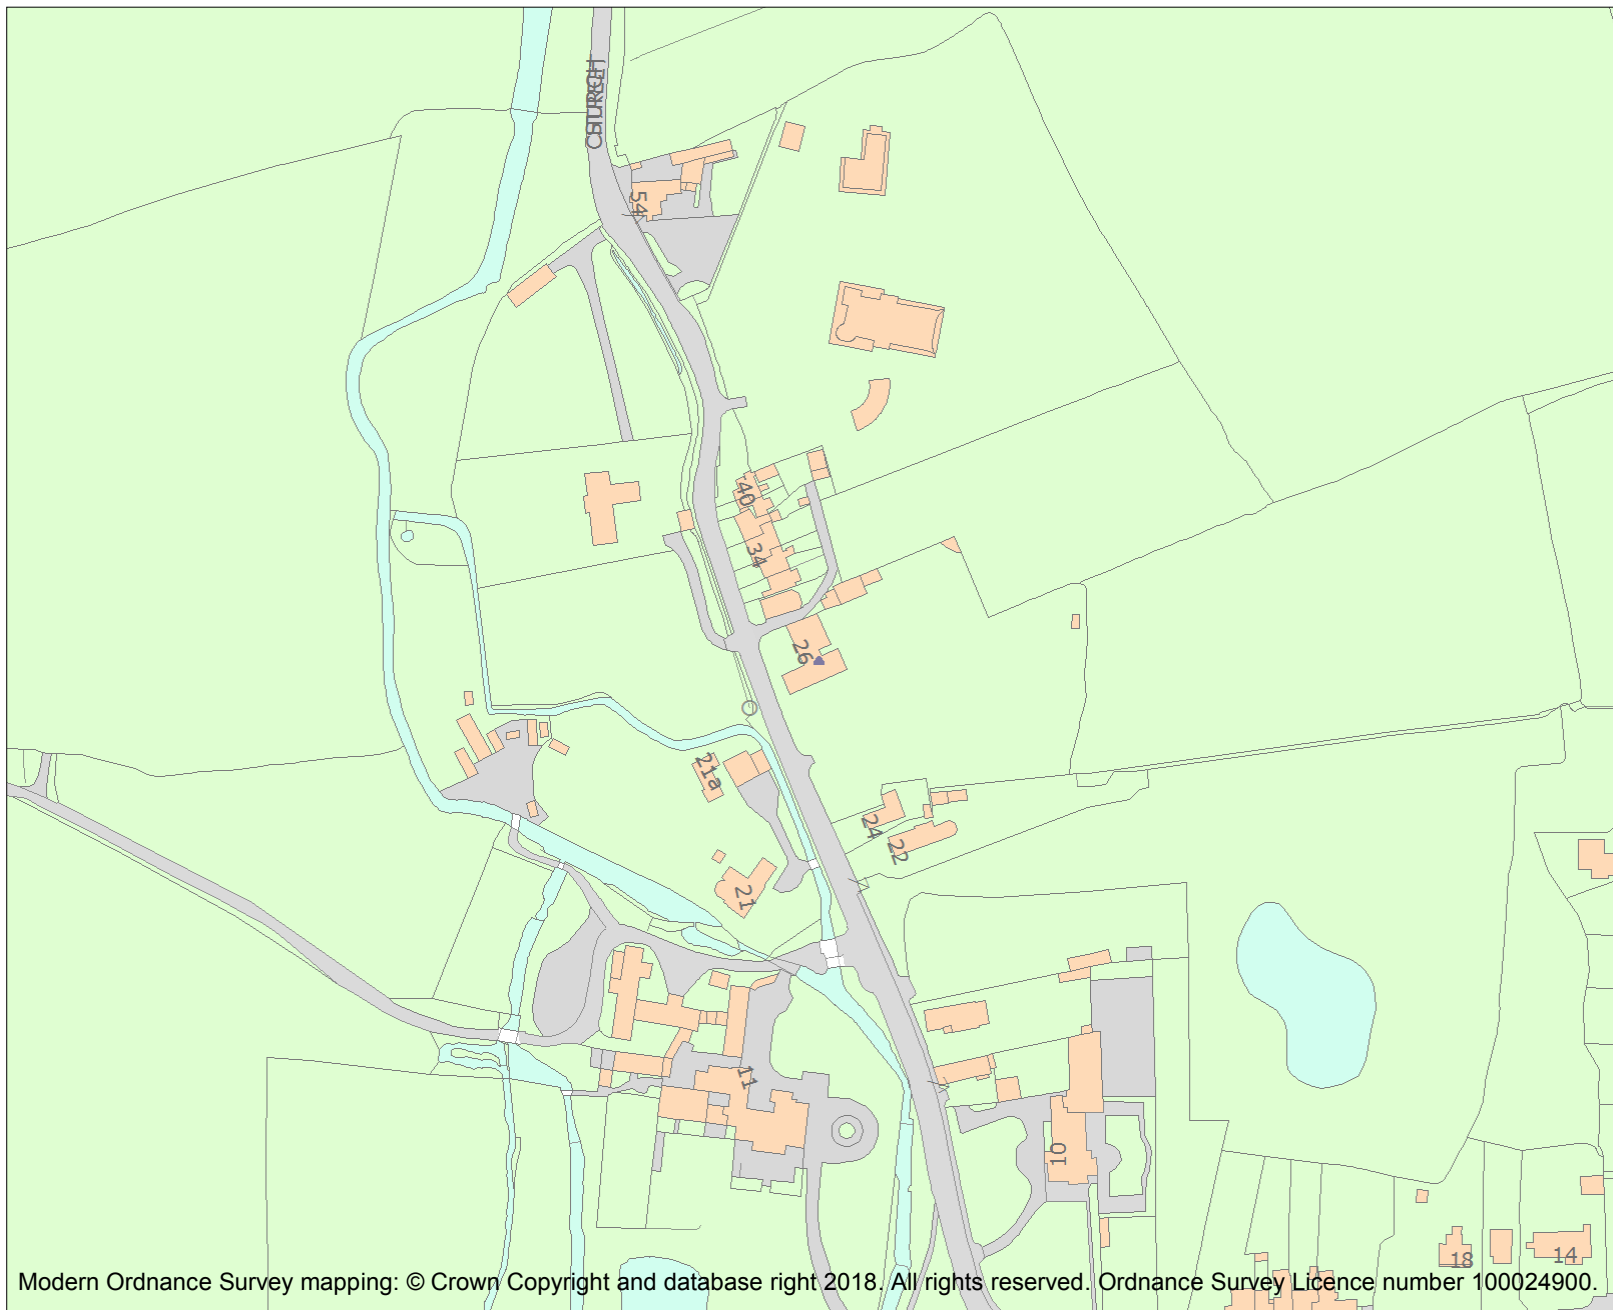 CHURCH
STREET
54
40
34
26
21a
24
22
21
11
10
18
14
Modern Ordnance Survey mapping: © Crown Copyright and database right 2018. All rights reserved. Ordnance Survey Licence number 100024900.